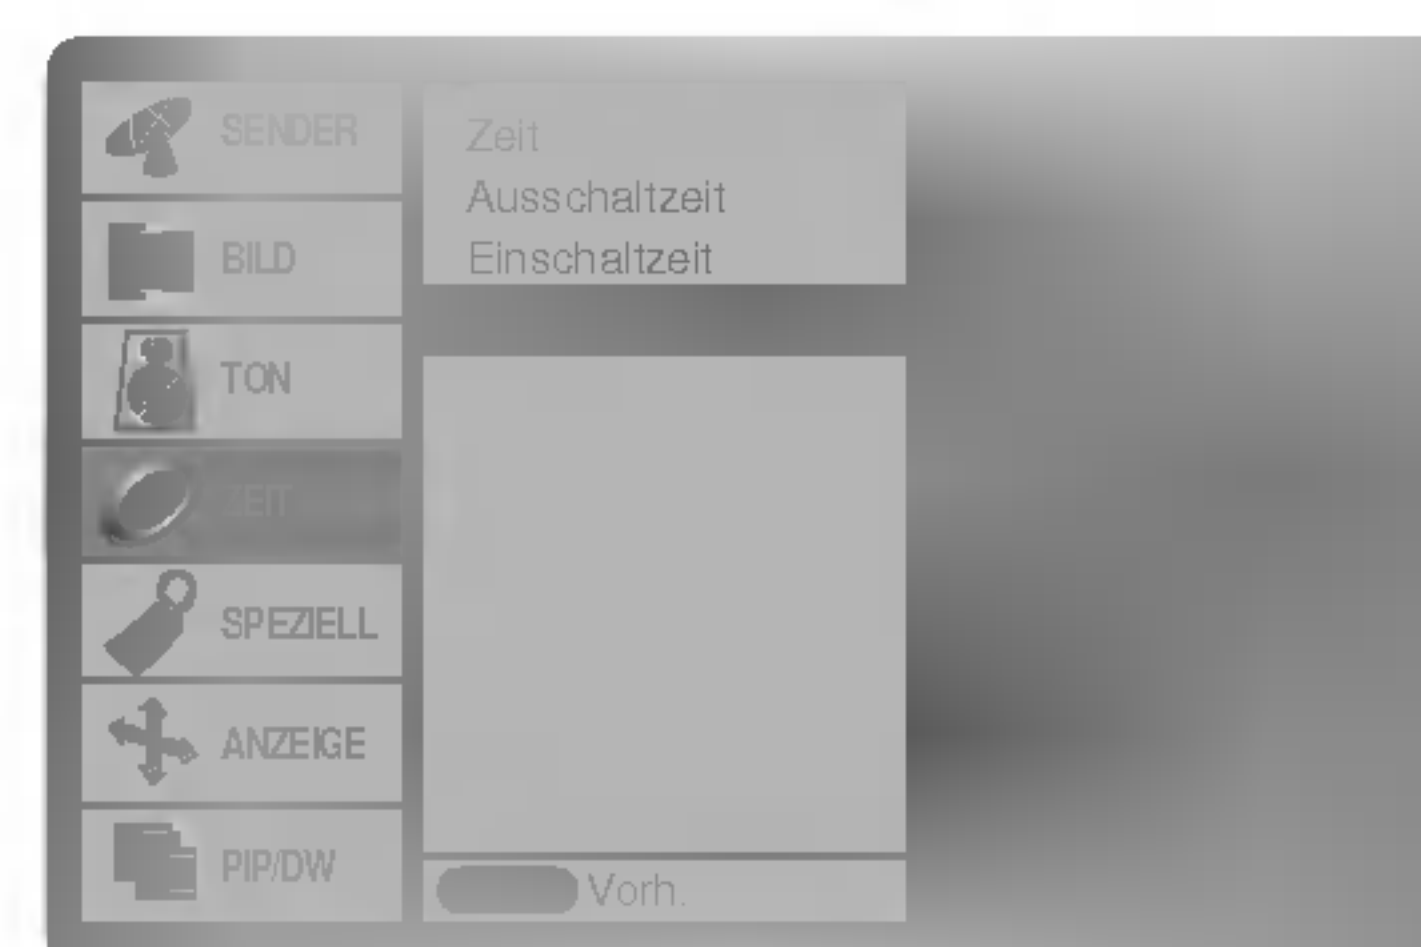 SENDER
BILD
TON
ZEIT
SPEZIELL
ANZEIGE
PIP/DW
Zeit
Ausschaltzeit
Einschaltzeit
Vorh.